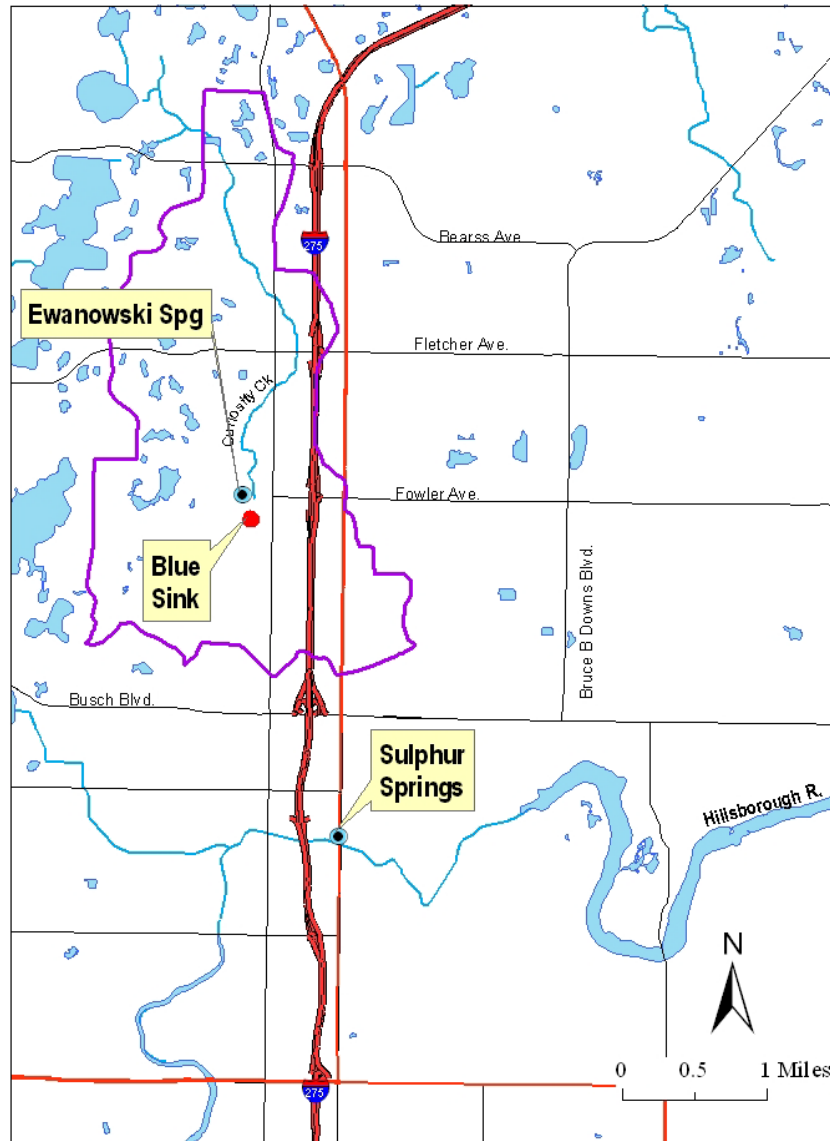 275
Bearss Ave.
Ewanowski Spg
Fletcher Ave.
Curiosity Ck
Fowler Ave.
Blue
Sink
Bruce B Downs Blvd.
Busch Blvd.
Sulphur
Springs
Hillsborough R.
N
0 0.5 1 Miles
275